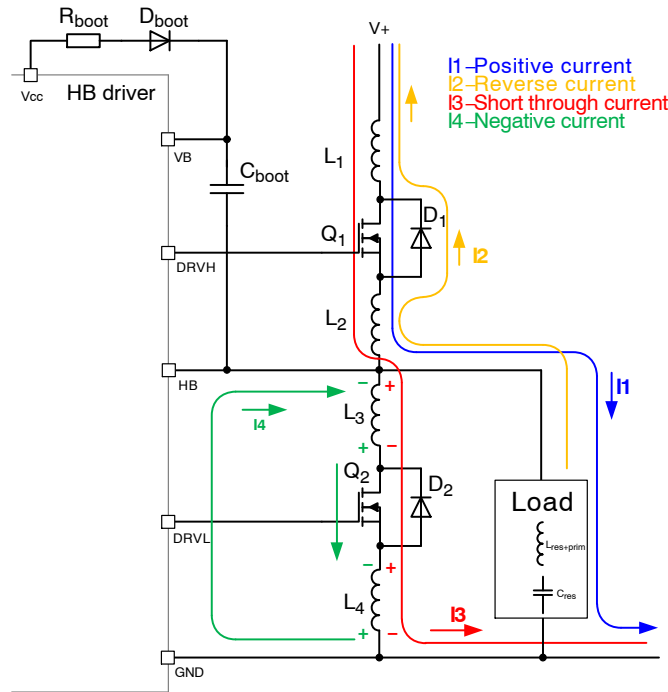 Rboot
Dboot
V+
Vcc
HB driver
I1–Positive current
I2–Reverse current
I3–Short through current
I4–Negative current
VB
L1
Cboot
D1
Q1
I2
DRVH
L2
HB
I1
– +
L3
I4
+ –
Q2
D2
Load
DRVL
Lres+prim
– +
Cres
L4
I3
+ –
GND